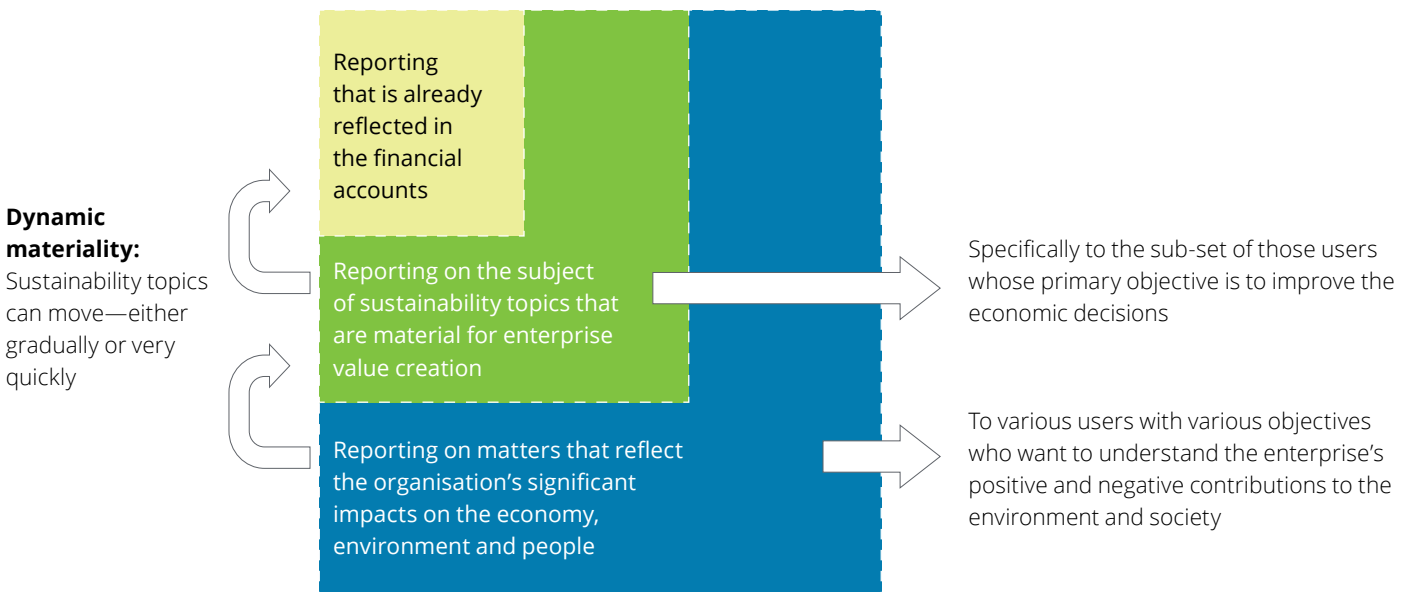 Reporting
that is already
reflected in
the financial
accounts
Dynamic
materiality:
Sustainability topics
can move—either
gradually or very
quickly
Reporting on the subject
of sustainability topics that
are material for enterprise
value creation
Specifically to the sub-set of those users
whose primary objective is to improve the
economic decisions
Reporting on matters that reflect
the organisation’s significant
impacts on the economy,
environment and people
To various users with various objectives
who want to understand the enterprise’s
positive and negative contributions to the
environment and society